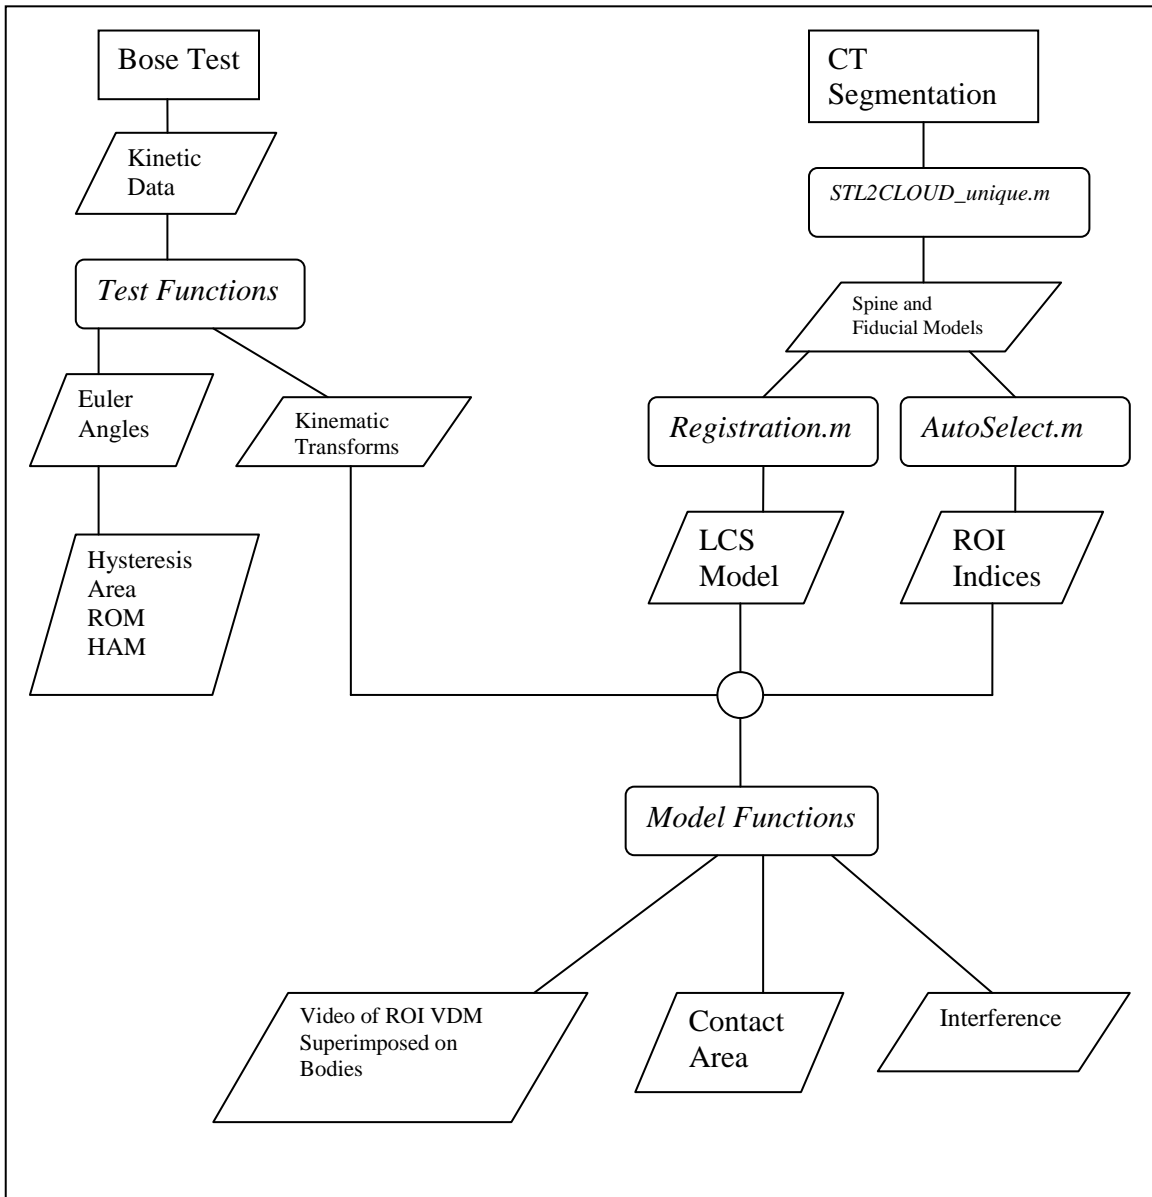 Bose Test
CT
Segmentation
Kinetic
Data
STL2CLOUD_unique.m
Test Functions
Spine and
Fiducial Models
Euler
Angles
Kinematic
Transforms
Registration.m
AutoSelect.m
Hysteresis
Area
ROM
HAM
LCS
Model
ROI
Indices
Model Functions
Video of ROI VDM
Superimposed on
Bodies
Contact
Area
Interference